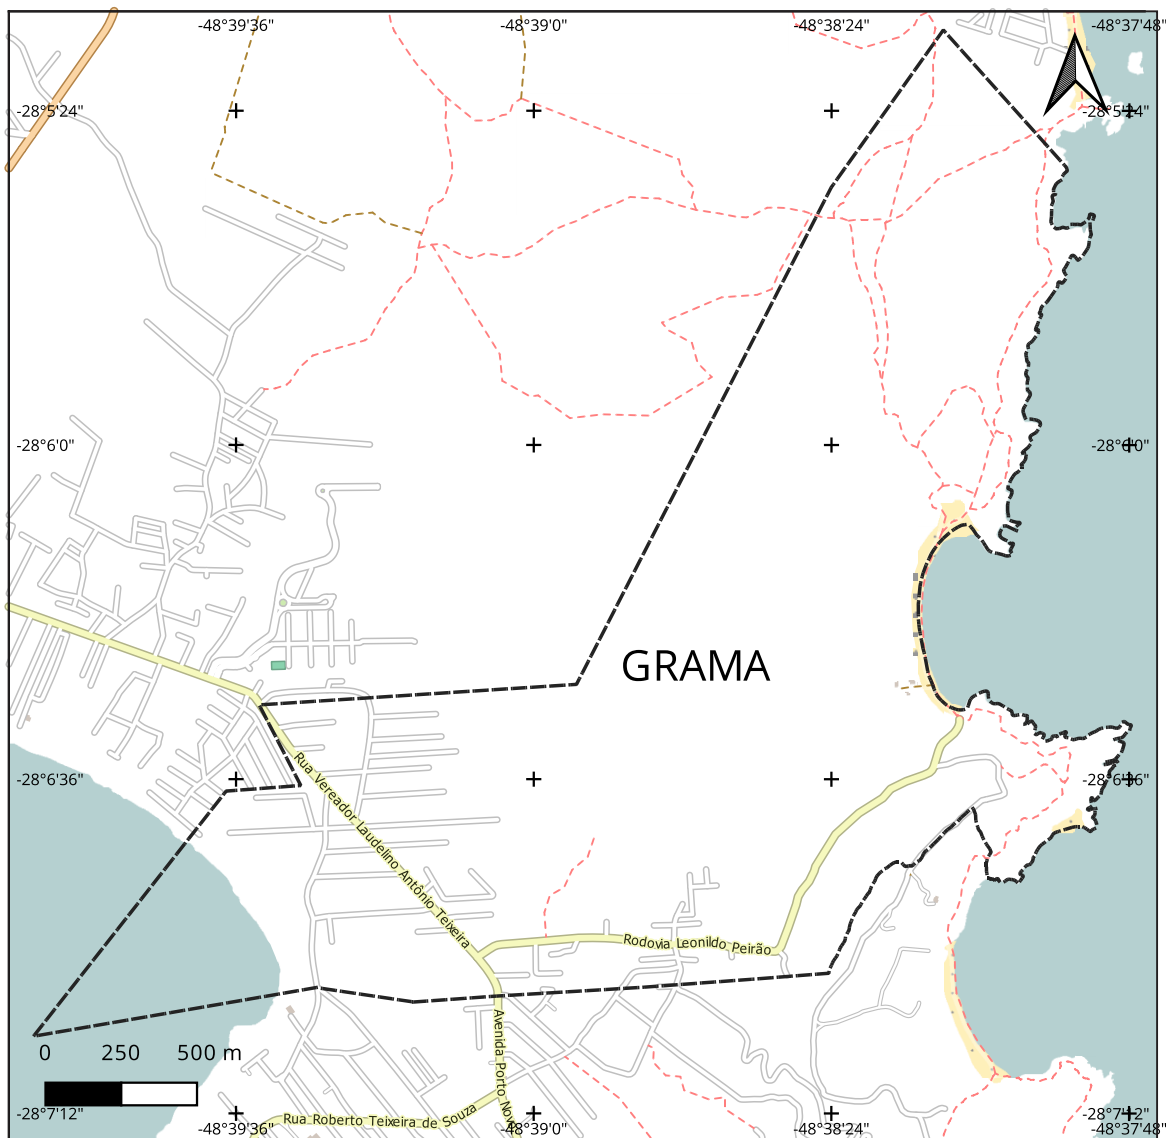 -48°39'36"
-48°39'0"
-48°38'24"
-48°37'48"
-28°5'24"
-28°5'24"
-28°6'0"
-28°6'0"
GRAMA
-28°6'36"
-28°6'36"
Rua Vereador Laudelino Antônio Teixeira
Rodovia Leonildo Peirão
Avenida Porto Novo
0 250 500 m
Rua Roberto Teixeira de Souza
-28°7'12"
-28°7'12"
-48°39'36"
-48°39'0"
-48°38'24"
-48°37'48"